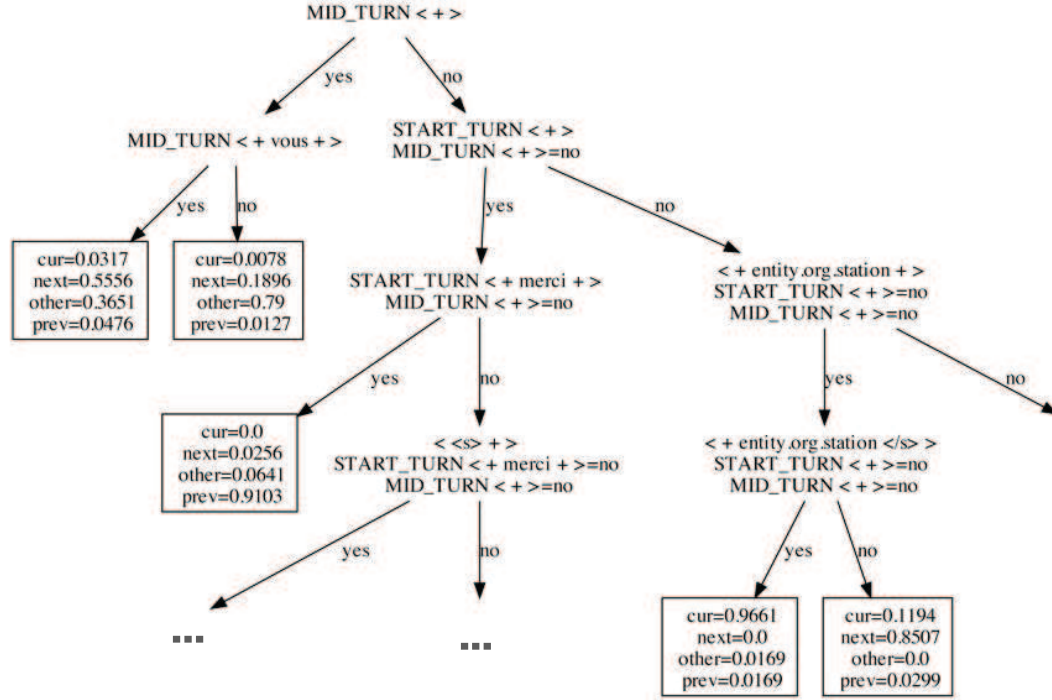 MID_TURN < + >
yes
no
MID_TURN < + vous + >
START_TURN < + >
MID_TURN < + >=no
yes
no
yes
no
cur=0.0317
next=0.5556
other=0.3651
prev=0.0476
cur=0.0078
next=0.1896
other=0.79
prev=0.0127
START_TURN < + merci + >
MID_TURN < + >=no
< + entity.org.station + >
START_TURN < + >=no
MID_TURN < + >=no
yes
no
yes
no
cur=0.0
next=0.0256
other=0.0641
prev=0.9103
< <s> + >
START_TURN < + merci + >=no
MID_TURN < + >=no
< + entity.org.station </s> >
START_TURN < + >=no
MID_TURN < + >=no
yes
no
yes
no
...
...
cur=0.9661
next=0.0
other=0.0169
prev=0.0169
cur=0.1194
next=0.8507
other=0.0
prev=0.0299